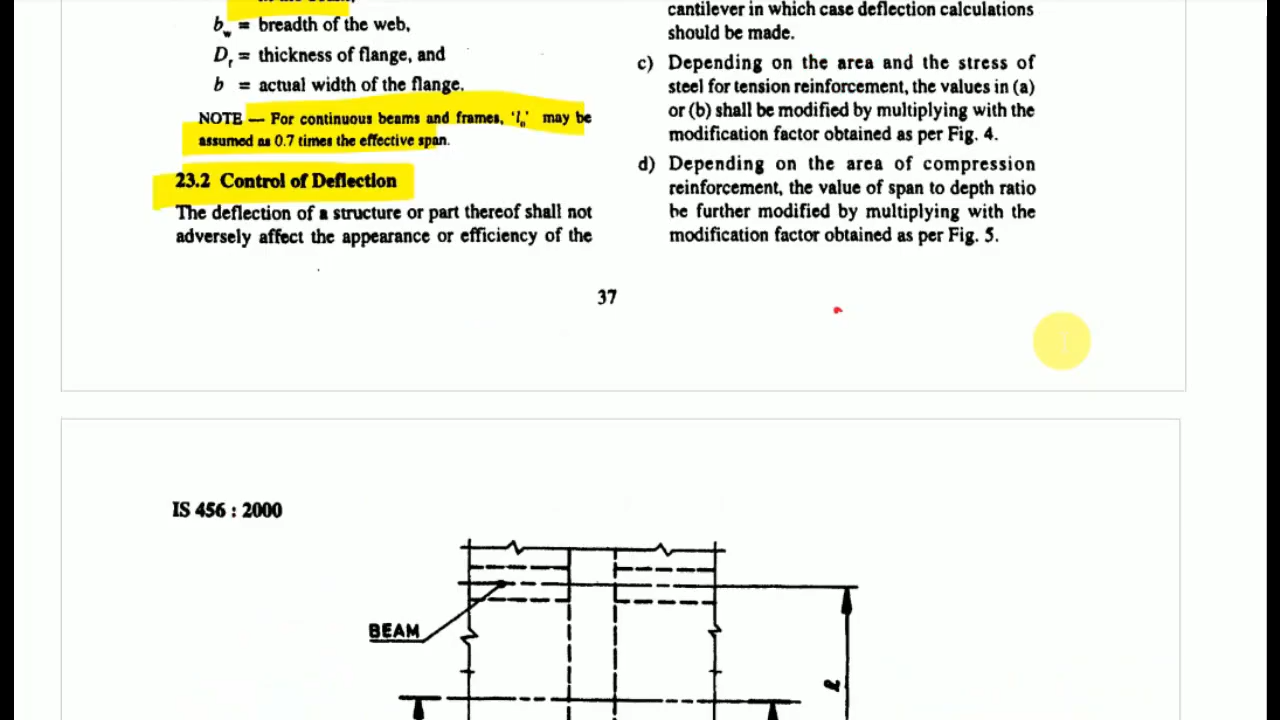 b_w = breadth of the web,
D_f = thickness of flange, and
b = actual width of the flange.
NOTE — For continuous beams and frames, 'l_o' may be
assumed as 0.7 times the effective span.
23.2 Control of Deflection
The deflection of a structure or part thereof shall not
adversely affect the appearance or efficiency of the
cantilever in which case deflection calculations
should be made.
c) Depending on the area and the stress of
steel for tension reinforcement, the values in (a)
or (b) shall be modified by multiplying with the
modification factor obtained as per Fig. 4.
d) Depending on the area of compression
reinforcement, the value of span to depth ratio
be further modified by multiplying with the
modification factor obtained as per Fig. 5.
37
IS 456 : 2000
BEAM
l